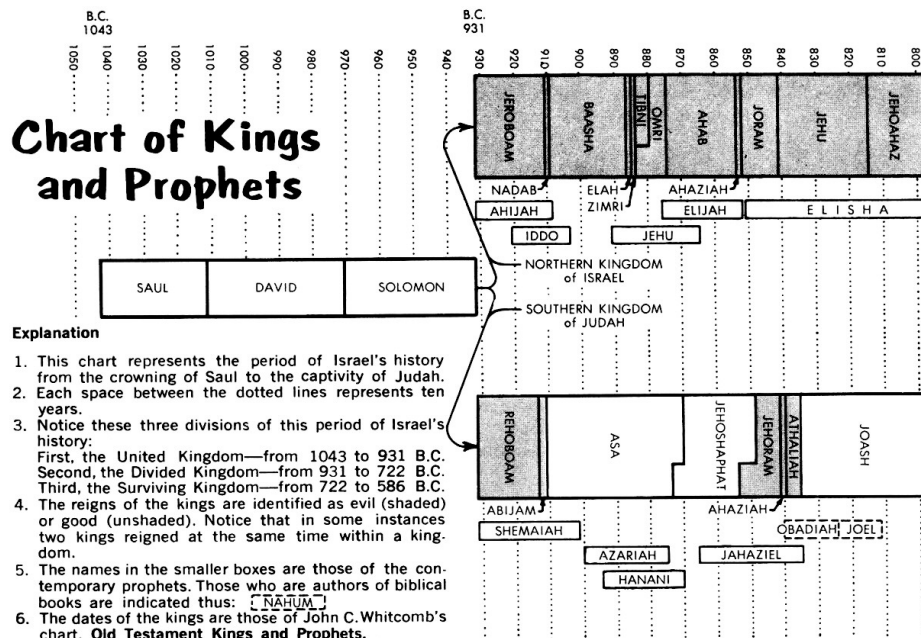 B.C.
1043
B.C.
931
1050 1040 1030 1020 1010 1000 990 980 970 960 950 940 930 920 910 900 890 880 870 860 850 840 830 820 810 800
Chart of Kings
and Prophets
JEROBOAM
BAASHA
TIBNI
OMRI
AHAB
JORAM
JEHU
JEHOAHAZ
NADAB
ELAH
ZIMRI
AHAZIAH
AHIJAH
ELIJAH
ELISHA
IDDO
JEHU
NORTHERN KINGDOM
of ISRAEL
SAUL
DAVID
SOLOMON
SOUTHERN KINGDOM
of JUDAH
REHOBOAM
ASA
JEHOSHAPHAT
JEHORAM
ATHALIAH
JOASH
ABIJAM
AHAZIAH
SHEMAIAH
OBADIAH
JOEL
AZARIAH
JAHAZIEL
HANANI
Explanation
1. This chart represents the period of Israel's history
from the crowning of Saul to the captivity of Judah.
2. Each space between the dotted lines represents ten
years.
3. Notice these three divisions of this period of Israel's
history:
First, the United Kingdom—from 1043 to 931 B.C.
Second, the Divided Kingdom—from 931 to 722 B.C.
Third, the Surviving Kingdom—from 722 to 586 B.C.
4. The reigns of the kings are identified as evil (shaded)
or good (unshaded). Notice that in some instances
two kings reigned at the same time within a king-
dom.
5. The names in the smaller boxes are those of the con-
temporary prophets. Those who are authors of biblical
books are indicated thus: NAHUM
6. The dates of the kings are those of John C. Whitcomb's
chart, Old Testament Kings and Prophets.